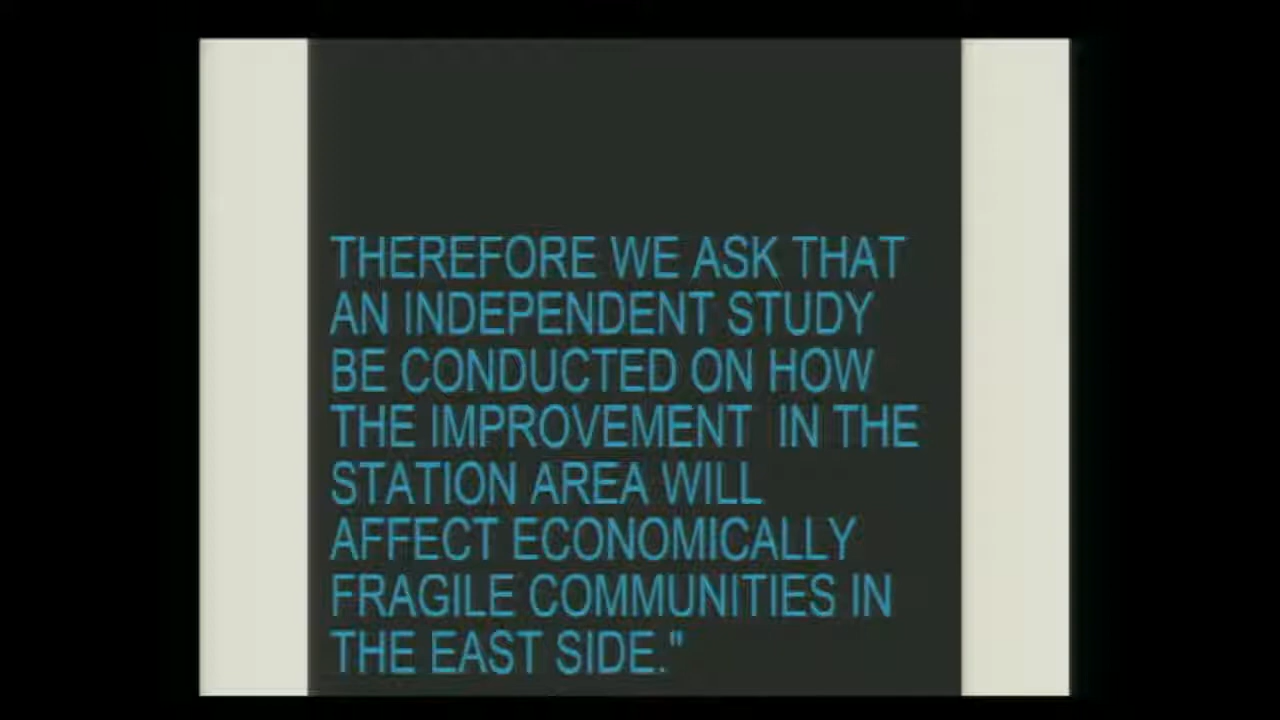 THEREFORE WE ASK THAT
AN INDEPENDENT STUDY
BE CONDUCTED ON HOW
THE IMPROVEMENT  IN THE
STATION AREA WILL
AFFECT ECONOMICALLY
FRAGILE COMMUNITIES IN
THE EAST SIDE."